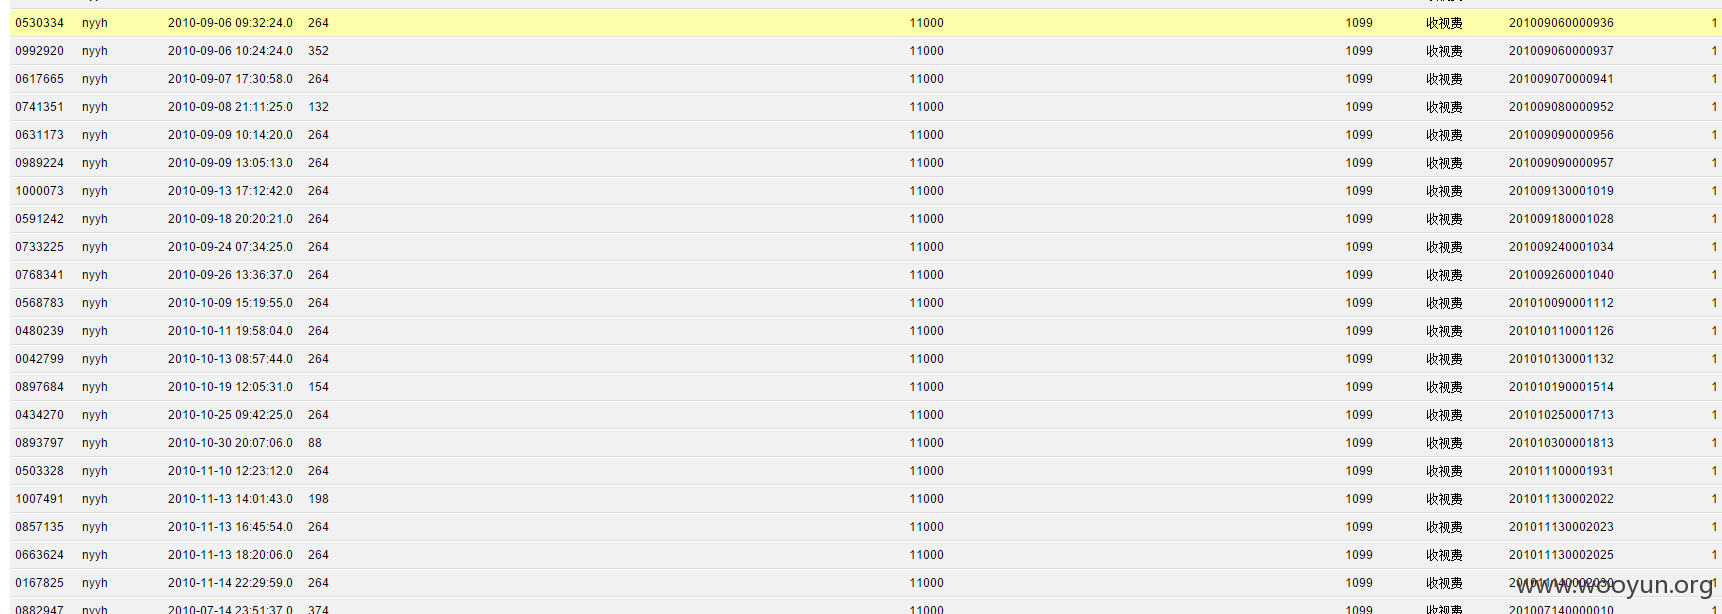 0530334 nyyh 2010-09-06 09:32:24.0 264 11000 1099 收视费 201009060000936 1
0992920 nyyh 2010-09-06 10:24:24.0 352 11000 1099 收视费 201009060000937 1
0617665 nyyh 2010-09-07 17:30:58.0 264 11000 1099 收视费 201009070000941 1
0741351 nyyh 2010-09-08 21:11:25.0 132 11000 1099 收视费 201009080000952 1
0631173 nyyh 2010-09-09 10:14:20.0 264 11000 1099 收视费 201009090000956 1
0989224 nyyh 2010-09-09 13:05:13.0 264 11000 1099 收视费 201009090000957 1
1000073 nyyh 2010-09-13 17:12:42.0 264 11000 1099 收视费 201009130001019 1
0591242 nyyh 2010-09-18 20:20:21.0 264 11000 1099 收视费 201009180001028 1
0733225 nyyh 2010-09-24 07:34:25.0 264 11000 1099 收视费 201009240001034 1
0768341 nyyh 2010-09-26 13:36:37.0 264 11000 1099 收视费 201009260001040 1
0568783 nyyh 2010-10-09 15:19:55.0 264 11000 1099 收视费 201010090001112 1
0480239 nyyh 2010-10-11 19:58:04.0 264 11000 1099 收视费 201010110001126 1
0042799 nyyh 2010-10-13 08:57:44.0 264 11000 1099 收视费 201010130001132 1
0897684 nyyh 2010-10-19 12:05:31.0 154 11000 1099 收视费 201010190001514 1
0434270 nyyh 2010-10-25 09:42:25.0 264 11000 1099 收视费 201010250001713 1
0893797 nyyh 2010-10-30 20:07:06.0 88 11000 1099 收视费 201010300001813 1
0503328 nyyh 2010-11-10 12:23:12.0 264 11000 1099 收视费 201011100001931 1
1007491 nyyh 2010-11-13 14:01:43.0 198 11000 1099 收视费 201011130002022 1
0857135 nyyh 2010-11-13 16:45:54.0 264 11000 1099 收视费 201011130002023 1
0663624 nyyh 2010-11-13 18:20:06.0 264 11000 1099 收视费 201011130002025 1
0167825 nyyh 2010-11-14 22:29:59.0 264 11000 1099 收视费 201011140002030 1
www.wooyun.org
0882947 nyyh 2010-07-14 23:51:37.0 374 11000 1099 收视费 201007140000010 1